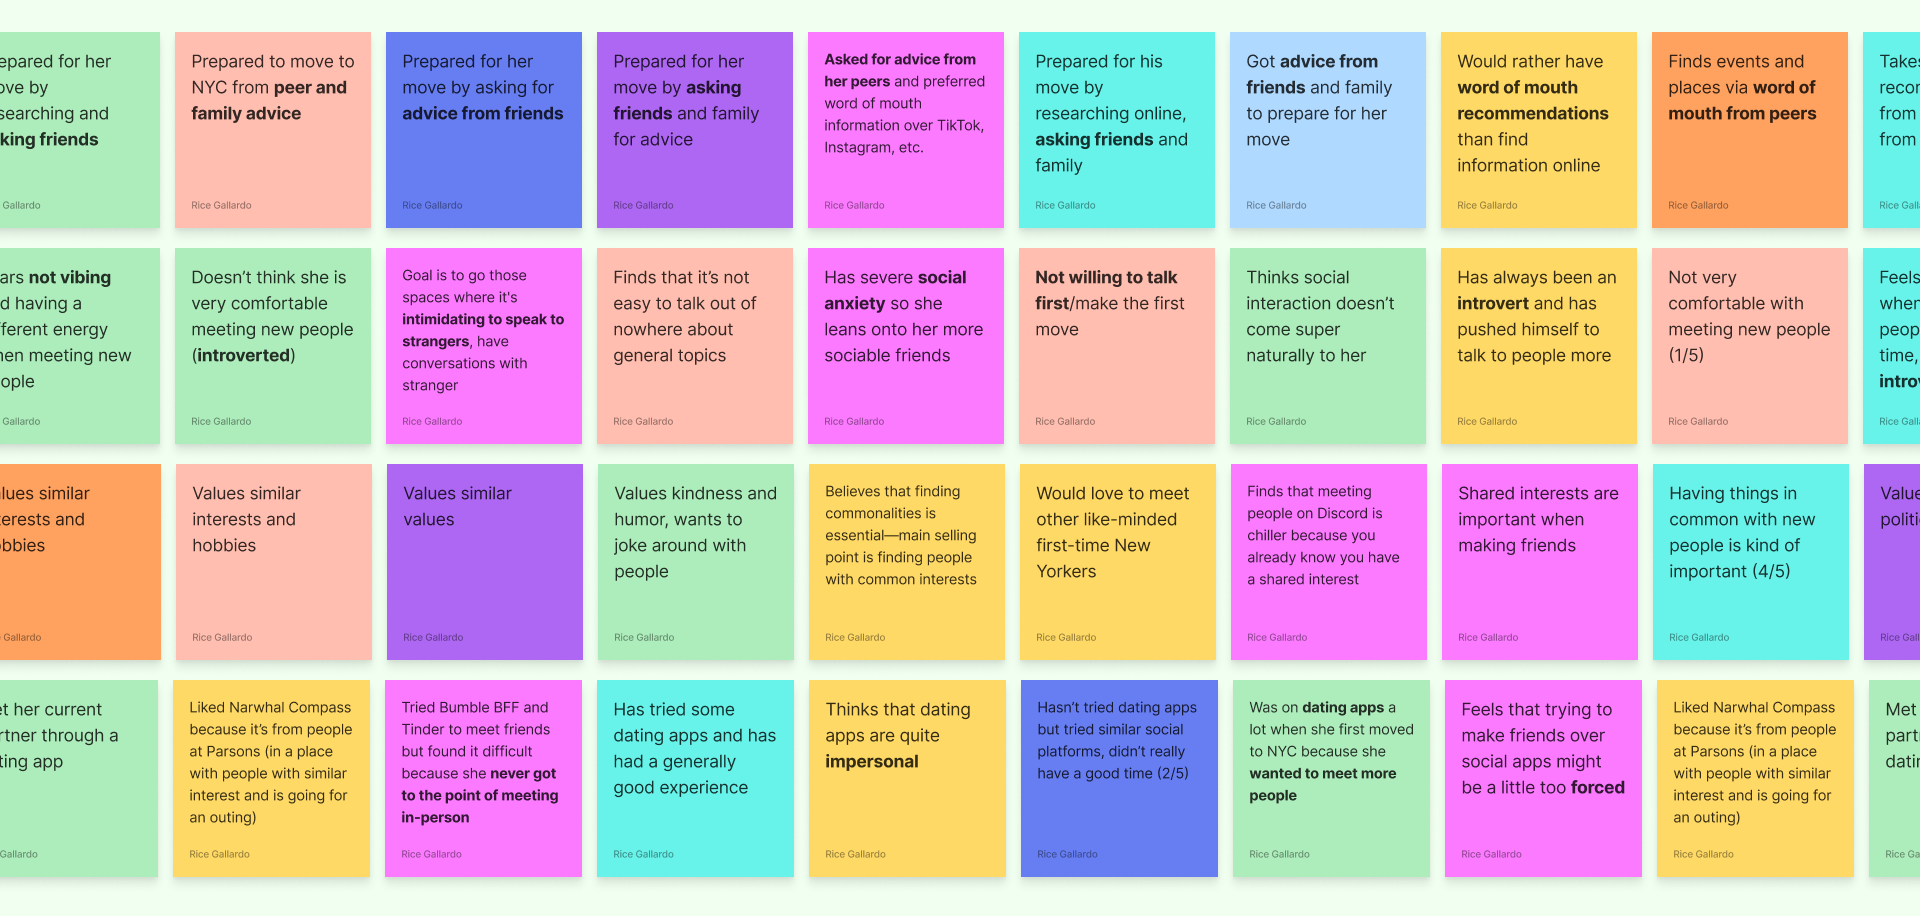 epared for her
ove by
searching and
king friends
Gallardo
Prepared to move to
NYC from peer and
family advice
Rice Gallardo
Prepared for her
move by asking for
advice from friends
Rice Gallardo
Prepared for her
move by asking
friends and family
for advice
Rice Gallardo
Asked for advice from
her peers and preferred
word of mouth
information over TikTok,
Instagram, etc.
Rice Gallardo
Prepared for his
move by
researching online,
asking friends and
family
Rice Gallardo
Got advice from
friends and family
to prepare for her
move
Rice Gallardo
Would rather have
word of mouth
recommendations
than find
information online
Rice Gallardo
Finds events and
places via word of
mouth from peers
Rice Gallardo
Takes
recor
from
from
Rice Gall
ars not vibing
d having a
fferent energy
hen meeting new
ople
Gallardo
Doesn't think she is
very comfortable
meeting new people
(introverted)
Rice Gallardo
Goal is to go those
spaces where it's
intimidating to speak to
strangers, have
conversations with
stranger
Rice Gallardo
Finds that it's not
easy to talk out of
nowhere about
general topics
Rice Gallardo
Has severe social
anxiety so she
leans onto her more
sociable friends
Rice Gallardo
Not willing to talk
first/make the first
move
Rice Gallardo
Thinks social
interaction doesn't
come super
naturally to her
Rice Gallardo
Has always been an
introvert and has
pushed himself to
talk to people more
Rice Gallardo
Not very
comfortable with
meeting new people
(1/5)
Rice Gallardo
Feels
when
peop
time,
introv
Rice Gall
lues similar
erests and
bbies
Gallardo
Values similar
interests and
hobbies
Rice Gallardo
Values similar
values
Rice Gallardo
Values kindness and
humor, wants to
joke around with
people
Rice Gallardo
Believes that finding
commonalities is
essential—main selling
point is finding people
with common interests
Rice Gallardo
Would love to meet
other like-minded
first-time New
Yorkers
Rice Gallardo
Finds that meeting
people on Discord is
chiller because you
already know you have
a shared interest
Rice Gallardo
Shared interests are
important when
making friends
Rice Gallardo
Having things in
common with new
people is kind of
important (4/5)
Rice Gallardo
Value
politi
Rice Gall
et her current
rtner through a
ting app
Gallardo
Liked Narwhal Compass
because it's from people
at Parsons (in a place
with people with similar
interest and is going for
an outing)
Rice Gallardo
Tried Bumble BFF and
Tinder to meet friends
but found it difficult
because she never got
to the point of meeting
in-person
Rice Gallardo
Has tried some
dating apps and has
had a generally
good experience
Rice Gallardo
Thinks that dating
apps are quite
impersonal
Rice Gallardo
Hasn't tried dating apps
but tried similar social
platforms, didn't really
have a good time (2/5)
Rice Gallardo
Was on dating apps a
lot when she first moved
to NYC because she
wanted to meet more
people
Rice Gallardo
Feels that trying to
make friends over
social apps might
be a little too forced
Rice Gallardo
Liked Narwhal Compass
because it's from people
at Parsons (in a place
with people with similar
interest and is going for
an outing)
Rice Gallardo
Met
partr
datin
Rice Ga